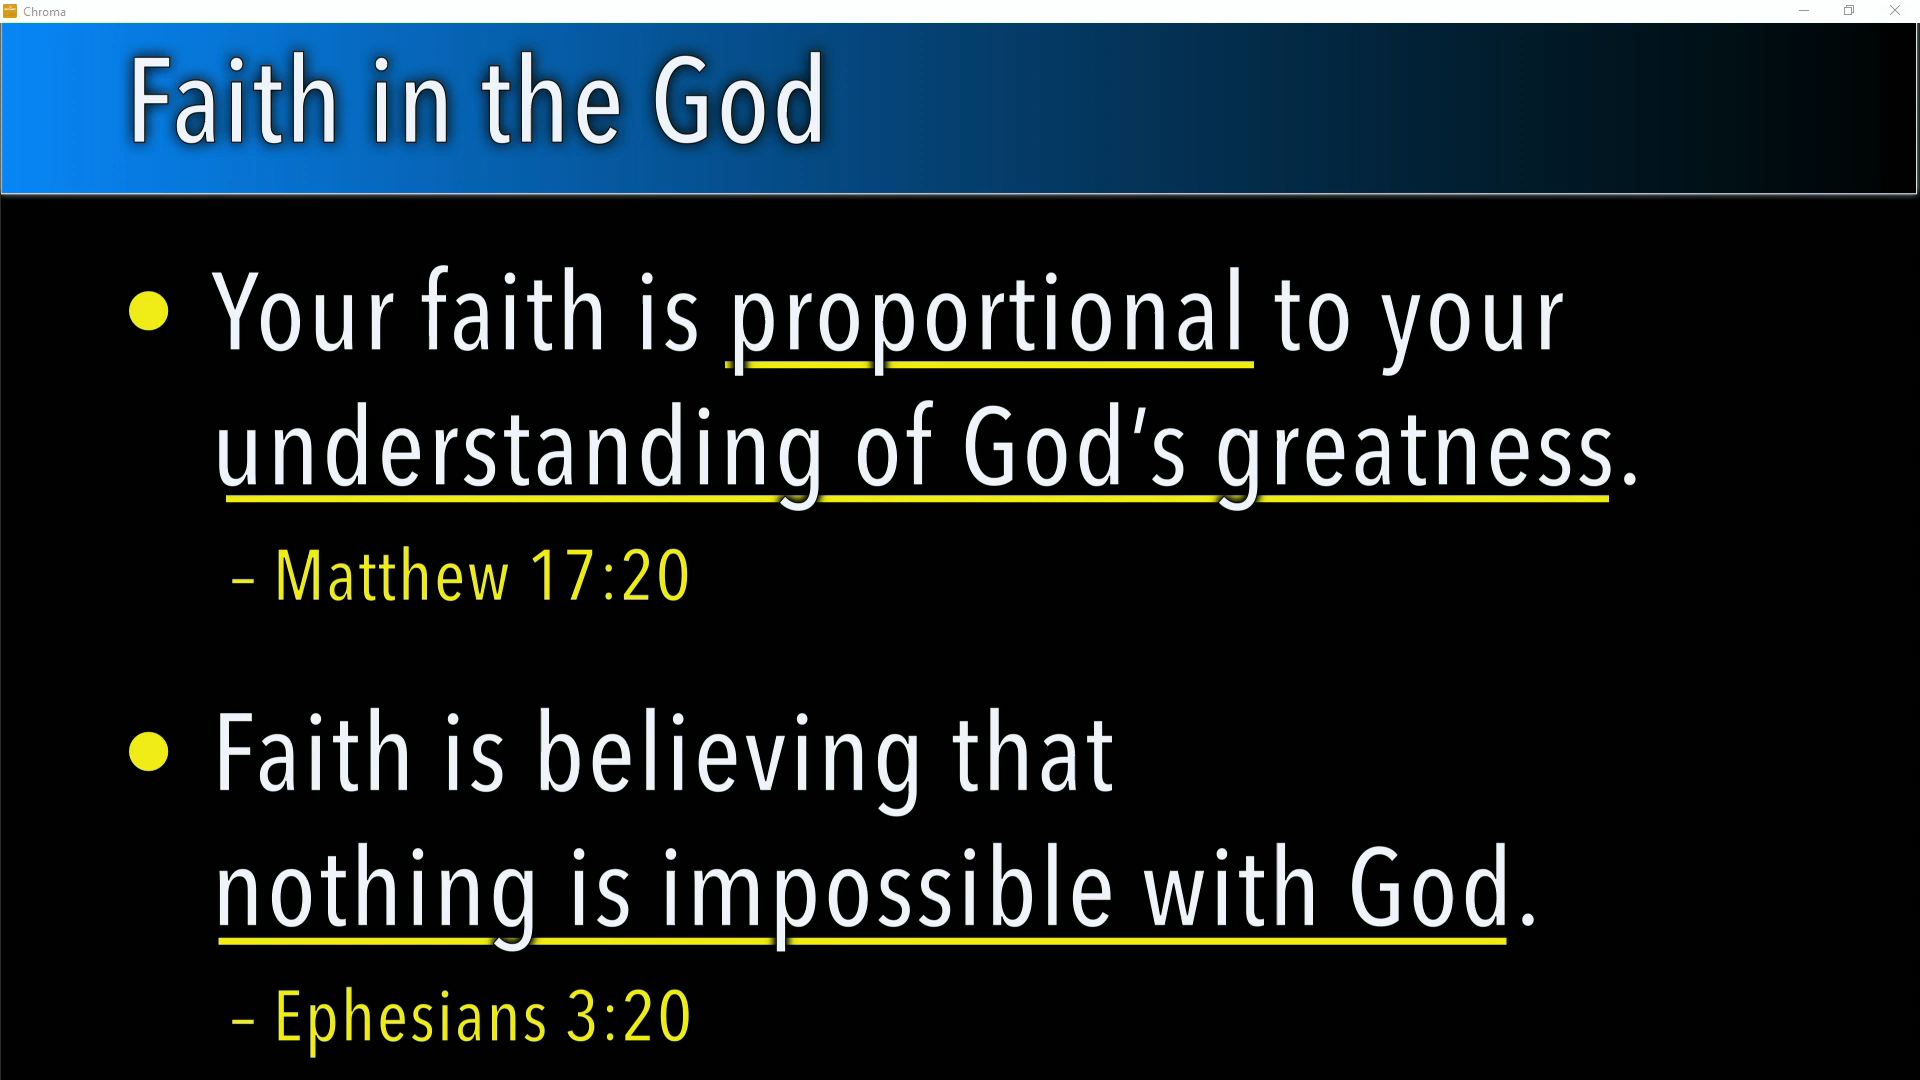 Chroma
Faith in the God
• Your faith is proportional to your
understanding of God’s greatness.
– Matthew 17:20
• Faith is believing that
nothing is impossible with God.
– Ephesians 3:20